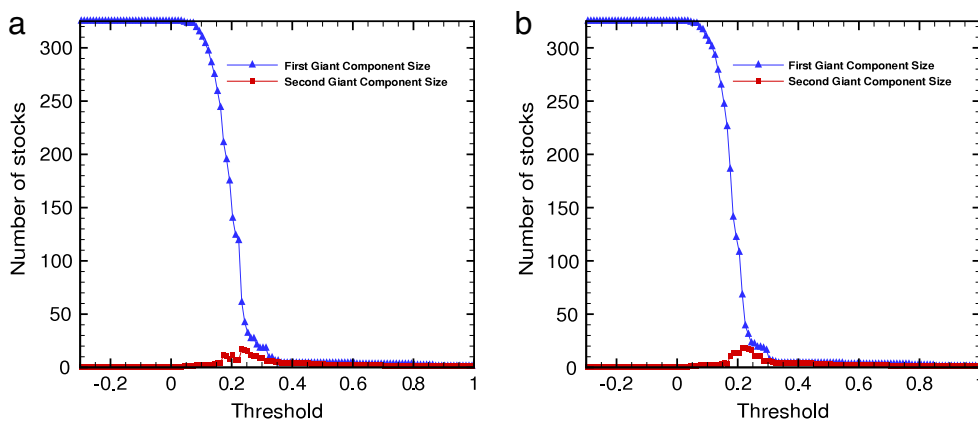 a
Number of stocks
300
250
200
150
100
50
0
First Giant Component Size
Second Giant Component Size
-0.2
0
0.2
0.4
0.6
0.8
1
Threshold
b
Number of stocks
300
250
200
150
100
50
0
First Giant Component Size
Second Giant Component Size
-0.2
0
0.2
0.4
0.6
0.8
1
Threshold